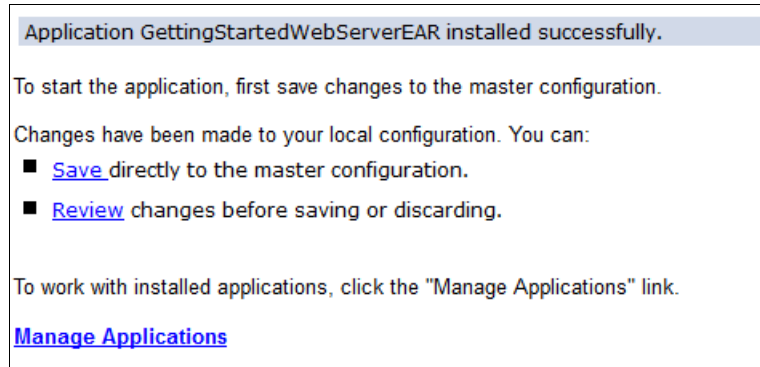 Application GettingStartedWebServerEAR installed successfully.
To start the application, first save changes to the master configuration.
Changes have been made to your local configuration. You can:
Save directly to the master configuration.
Review changes before saving or discarding.
To work with installed applications, click the "Manage Applications" link.
Manage Applications